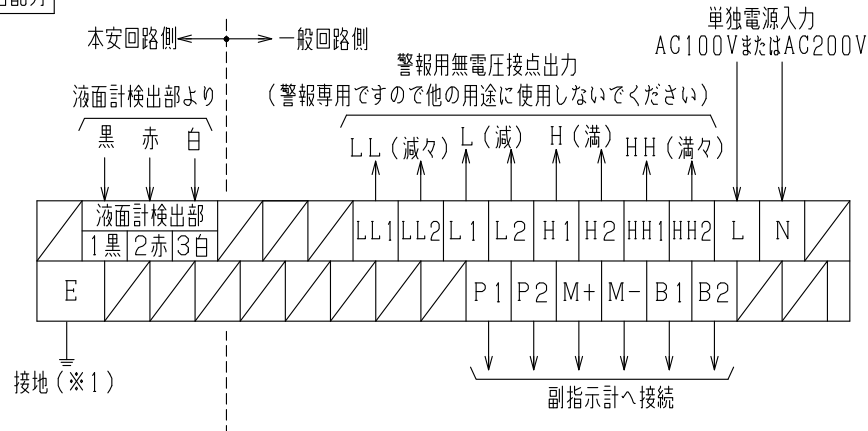 本安回路側 一般回路側
単独電源入力
AC100VまたはAC200V
警報用無電圧接点出力
(警報専用ですので他の用途に使用しないでください)
液面計検出部より
黒 赤 白
LL(減々) L(減) H(満) HH(満々)
液面計検出部
1黒 2赤 3白
LL1 LL2 L1 L2 H1 H2 HH1 HH2 L N
E P1 P2 M+ M- B1 B2
接地(※1)
副指示計へ接続